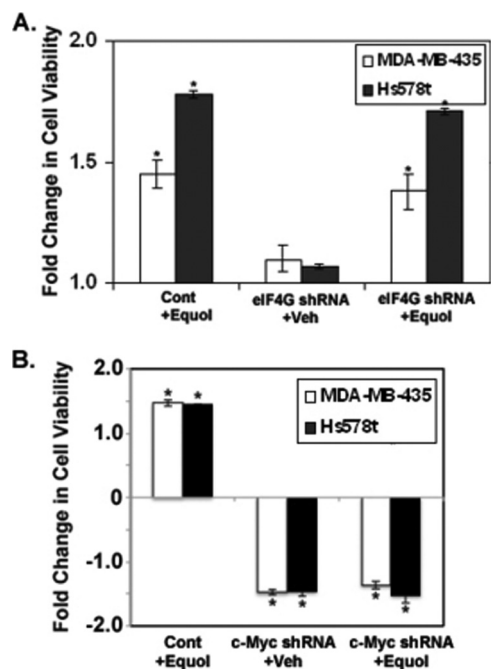 A.
Fold Change in Cell Viability
2.0
1.5
1.0
MDA-MB-435
Hs578t
*
*
*
*
Cont
+Equol
eIF4G shRNA
+Veh
eIF4G shRNA
+Equol
B.
Fold Change in Cell Viability
2.0
1.0
0
-1.0
-2.0
MDA-MB-435
Hs578t
*
*
*
*
*
*
Cont
+Equol
c-Myc shRNA
+Veh
c-Myc shRNA
+Equol